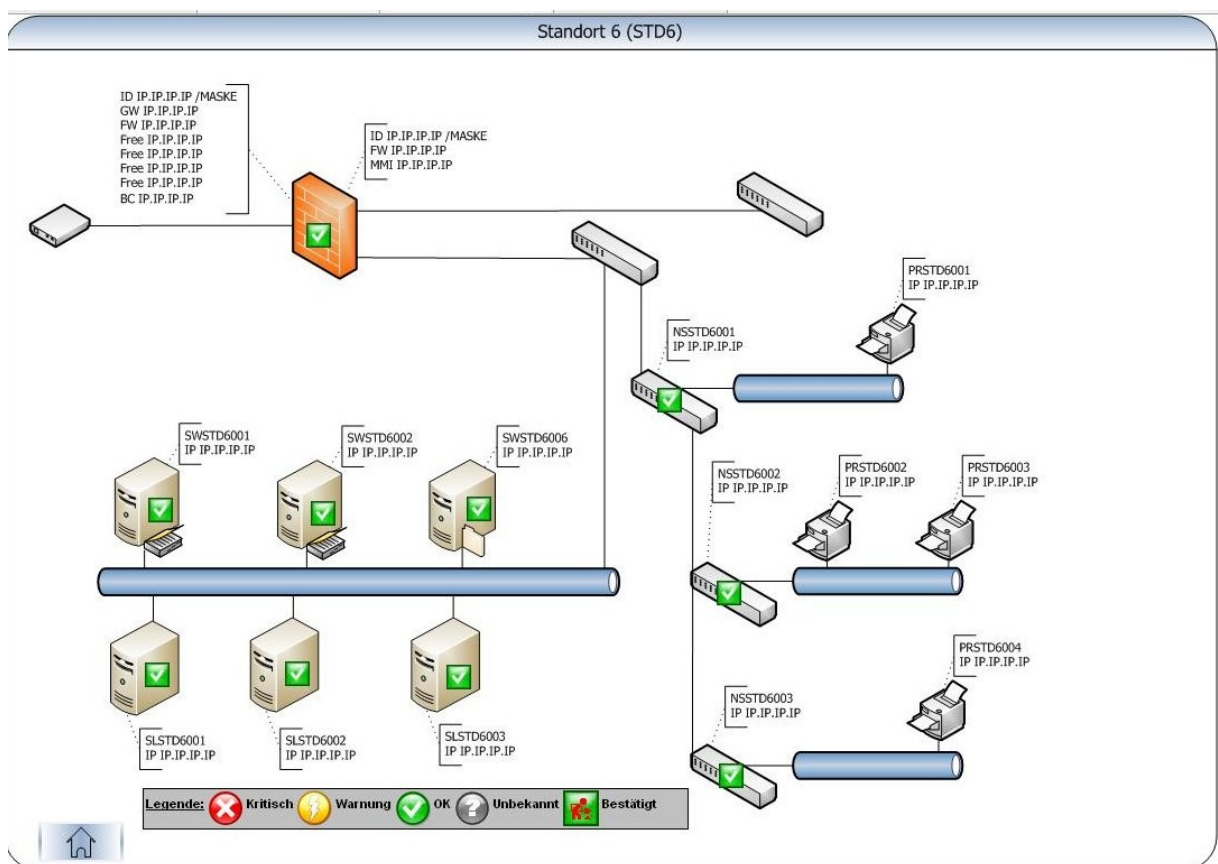 Standort 6 (STD6)
ID IP.IP.IP.IP /MASKE
GW IP.IP.IP.IP
FW IP.IP.IP.IP
Free IP.IP.IP.IP
Free IP.IP.IP.IP
Free IP.IP.IP.IP
Free IP.IP.IP.IP
BC IP.IP.IP.IP
ID IP.IP.IP.IP /MASKE
FW IP.IP.IP.IP
MMI IP.IP.IP.IP
PRSTD6001
IP IP.IP.IP.IP
NSSTD6001
IP IP.IP.IP.IP
SWSTD6001
IP IP.IP.IP.IP
SWSTD6002
IP IP.IP.IP.IP
SWSTD6006
IP IP.IP.IP.IP
NSSTD6002
IP IP.IP.IP.IP
PRSTD6002
IP IP.IP.IP.IP
PRSTD6003
IP IP.IP.IP.IP
SLSTD6001
IP IP.IP.IP.IP
SLSTD6002
IP IP.IP.IP.IP
SLSTD6003
IP IP.IP.IP.IP
NSSTD6003
IP IP.IP.IP.IP
PRSTD6004
IP IP.IP.IP.IP
Legende: Kritisch Warnung OK Unbekannt Bestätigt